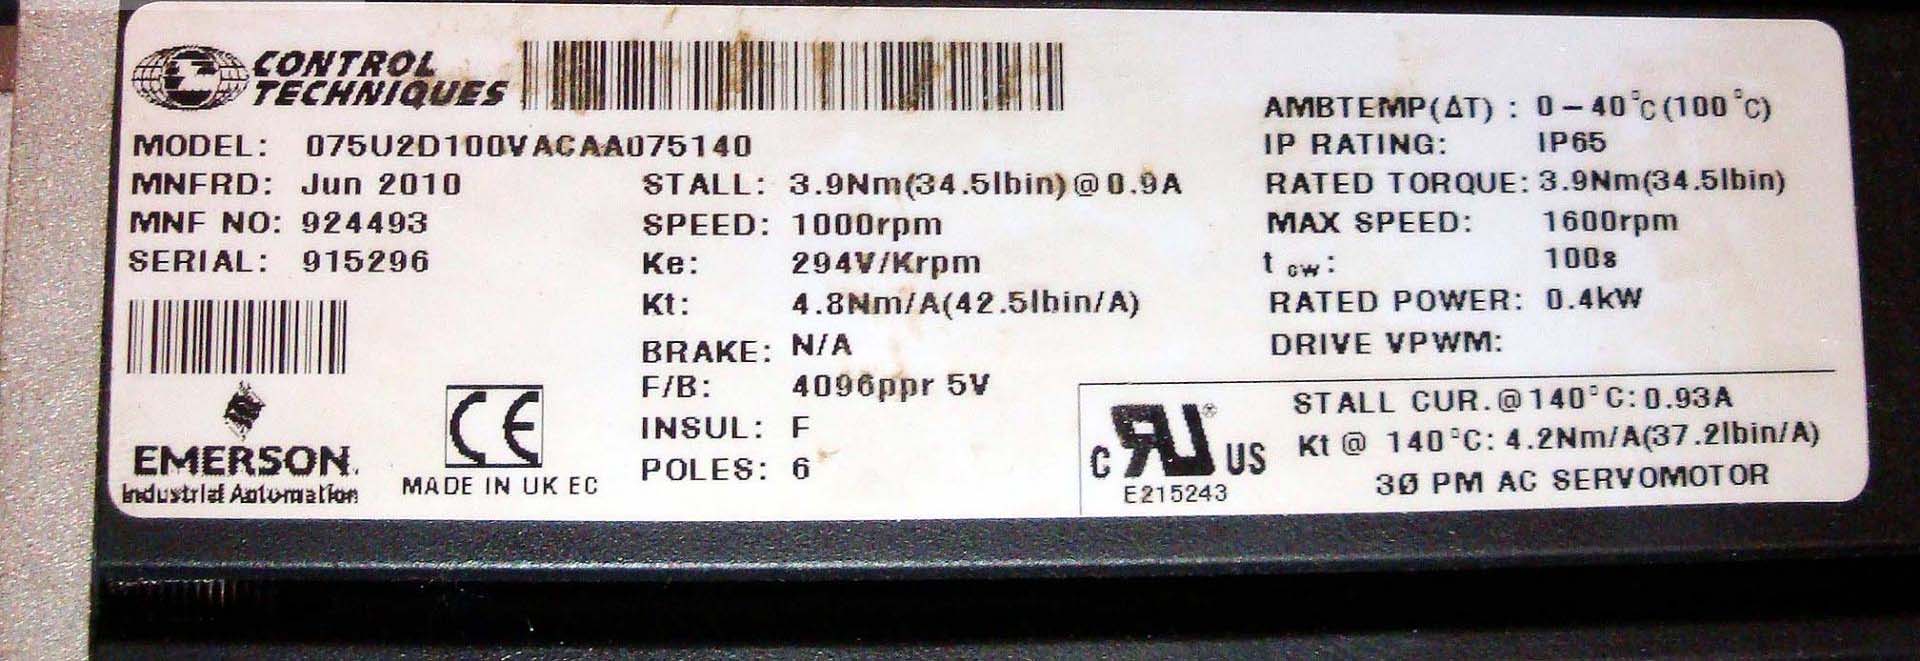 CONTROL
TECHNIQUES
MODEL: 075U2D100VACAA075140
MNFRD: Jun 2010
MNF NO: 924493
SERIAL: 915296
EMERSON.
Industrial Automation
CE
MADE IN UK EC
STALL: 3.9Nm(34.5lbin)@0.9A
SPEED: 1000rpm
Ke: 294V/Krpm
Kt: 4.8Nm/A(42.5lbin/A)
BRAKE: N/A
F/B: 4096ppr 5V
INSUL: F
POLES: 6
AMBTEMP(ΔT) : 0-40°C(100°C)
IP RATING: IP65
RATED TORQUE: 3.9Nm(34.5lbin)
MAX SPEED: 1600rpm
t cw: 100s
RATED POWER: 0.4kW
DRIVE VPWM:
C RU® US
E215243
STALL CUR.@140°C:0.93A
Kt @ 140°C: 4.2Nm/A(37.2lbin/A)
3Ø PM AC SERVOMOTOR